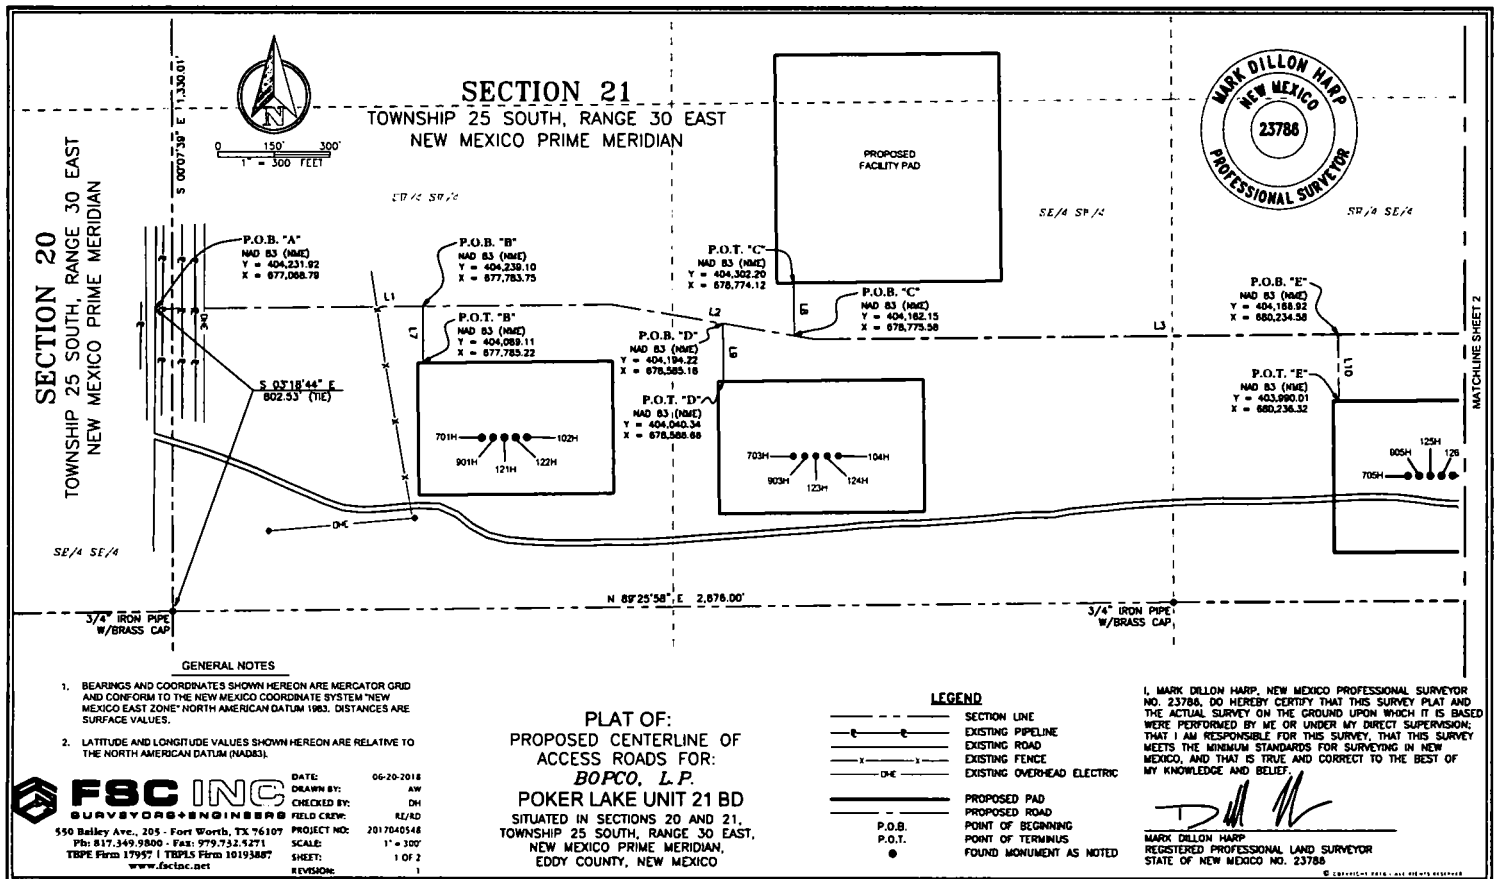 SECTION 21
TOWNSHIP 25 SOUTH, RANGE 30 EAST
NEW MEXICO PRIME MERIDIAN
N
0 150' 300'
1" = 300 FEET
S 00°07'39" E 1,330.01'
SECTION 20
TOWNSHIP 25 SOUTH, RANGE 30 EAST
NEW MEXICO PRIME MERIDIAN
MARK DILLON HARP
NEW MEXICO
23786
PROFESSIONAL SURVEYOR
PROPOSED
FACILITY PAD
SE/4 SW/4
SW/4 SE/4
P.O.B. "A"
NAD 83 (NME)
Y = 404,231.92
X = 677,068.79
P.O.B. "B"
NAD 83 (NME)
Y = 404,239.10
X = 677,783.75
P.O.T. "B"
NAD 83 (NME)
Y = 404,089.11
X = 677,785.22
P.O.T. "C"
NAD 83 (NME)
Y = 404,302.20
X = 678,774.12
P.O.B. "C"
NAD 83 (NME)
Y = 404,162.15
X = 678,775.58
P.O.B. "D"
NAD 83 (NME)
Y = 404,194.22
X = 678,585.16
P.O.T. "D"
NAD 83 (NME)
Y = 404,040.34
X = 678,586.68
P.O.B. "E"
NAD 83 (NME)
Y = 404,168.92
X = 680,234.58
P.O.T. "E"
NAD 83 (NME)
Y = 403,990.01
X = 680,236.32
L1
L2
L3
L7
L8
L9
L10
OHE
S 03°18'44" E
802.53' (TIE)
MATCHLINE SHEET 2
701H
102H
901H
121H
122H
703H
104H
903H
123H
124H
125H
905H
126
705H
OHE
SE/4 SE/4
N 89°25'58" E 2,676.00'
3/4" IRON PIPE
W/BRASS CAP
3/4" IRON PIPE
W/BRASS CAP
GENERAL NOTES
1. BEARINGS AND COORDINATES SHOWN HEREON ARE MERCATOR GRID
AND CONFORM TO THE NEW MEXICO COORDINATE SYSTEM "NEW
MEXICO EAST ZONE" NORTH AMERICAN DATUM 1983. DISTANCES ARE
SURFACE VALUES.
2. LATITUDE AND LONGITUDE VALUES SHOWN HEREON ARE RELATIVE TO
THE NORTH AMERICAN DATUM (NAD83).
FSC INC
SURVEYORS+ENGINEERS
550 Bailey Ave., 205 - Fort Worth, TX 76107
Ph: 817.349.9800 - Fax: 979.732.5271
TBPE Firm 17957 | TBPLS Firm 10193887
www.fscinc.net
DATE: 06-20-2018
DRAWN BY: AW
CHECKED BY: DH
FIELD CREW: RE/RD
PROJECT NO: 2017040548
SCALE: 1" = 300'
SHEET: 1 OF 2
REVISION: 1
PLAT OF:
PROPOSED CENTERLINE OF
ACCESS ROADS FOR:
BOPCO, L.P.
POKER LAKE UNIT 21 BD
SITUATED IN SECTIONS 20 AND 21,
TOWNSHIP 25 SOUTH, RANGE 30 EAST,
NEW MEXICO PRIME MERIDIAN,
EDDY COUNTY, NEW MEXICO
LEGEND
SECTION LINE
EXISTING PIPELINE
EXISTING ROAD
EXISTING FENCE
OHE EXISTING OVERHEAD ELECTRIC
PROPOSED PAD
PROPOSED ROAD
P.O.B. POINT OF BEGINNING
P.O.T. POINT OF TERMINUS
FOUND MONUMENT AS NOTED
I, MARK DILLON HARP, NEW MEXICO PROFESSIONAL SURVEYOR
NO. 23786, DO HEREBY CERTIFY THAT THIS SURVEY PLAT AND
THE ACTUAL SURVEY ON THE GROUND UPON WHICH IT IS BASED
WERE PERFORMED BY ME OR UNDER MY DIRECT SUPERVISION;
THAT I AM RESPONSIBLE FOR THIS SURVEY, THAT THIS SURVEY
MEETS THE MINIMUM STANDARDS FOR SURVEYING IN NEW
MEXICO, AND THAT IS TRUE AND CORRECT TO THE BEST OF
MY KNOWLEDGE AND BELIEF.
MARK DILLON HARP
REGISTERED PROFESSIONAL LAND SURVEYOR
STATE OF NEW MEXICO NO. 23786